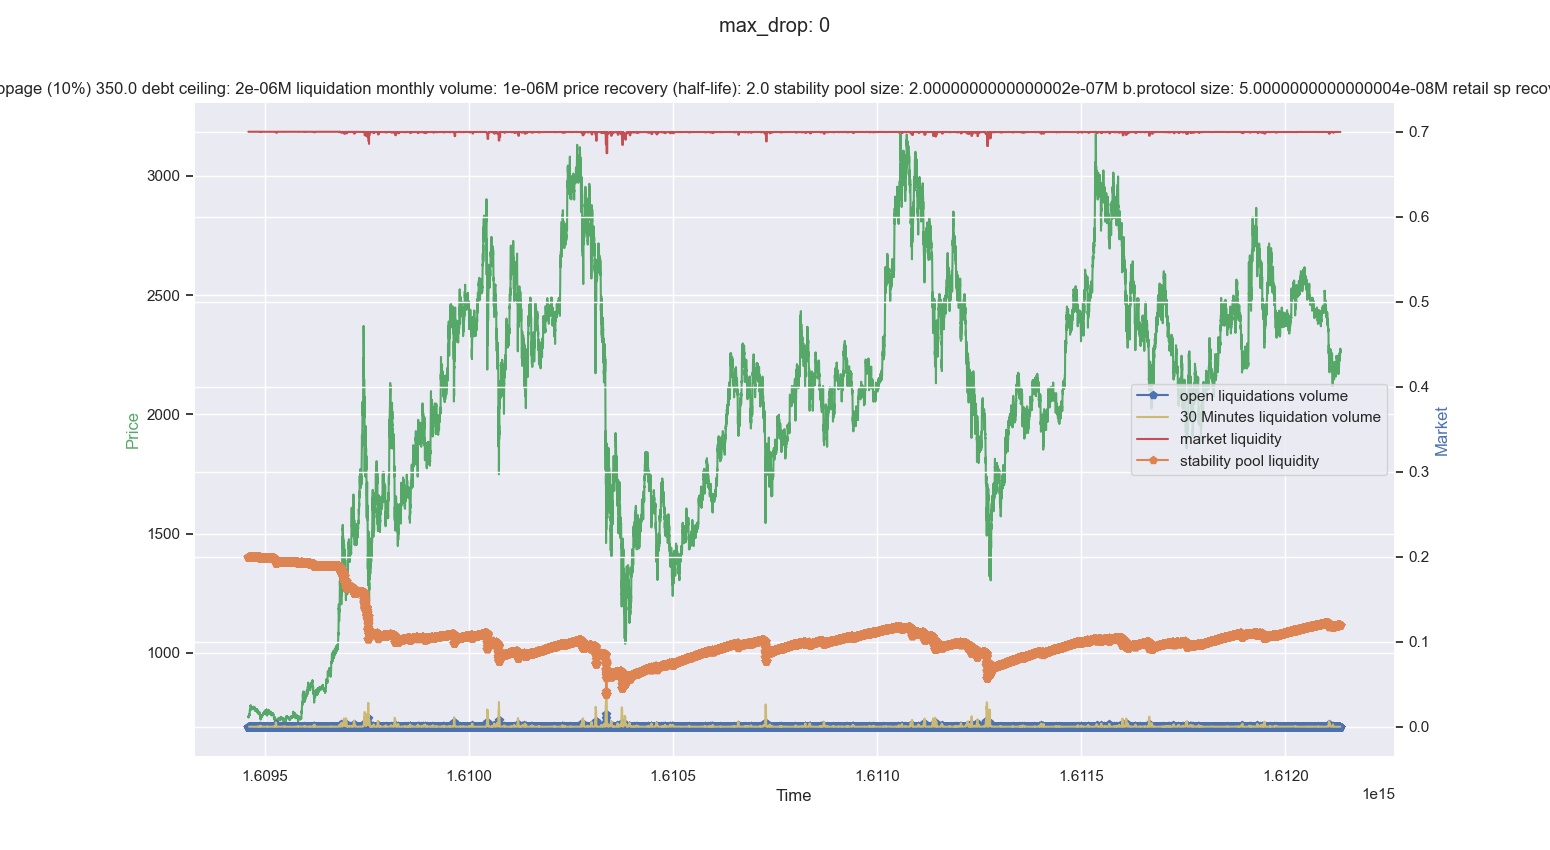 max_drop: 0
(10%) 350.0 debt ceiling: 2e-06M liquidation monthly volume: 1e-06M price recovery (half-life): 2.0 stability pool size: 2.0000000000000002e-07M b.protocol size: 5.0000000000000004e-08M retail sp
3000
2500
2000
1500
1000
Price
0.7
0.6
0.5
0.4
0.3
0.2
0.1
0.0
Market
open liquidations volume
30 Minutes liquidation volume
market liquidity
stability pool liquidity
1.6095
1.6100
1.6105
1.6110
1.6115
1.6120
1e15
Time